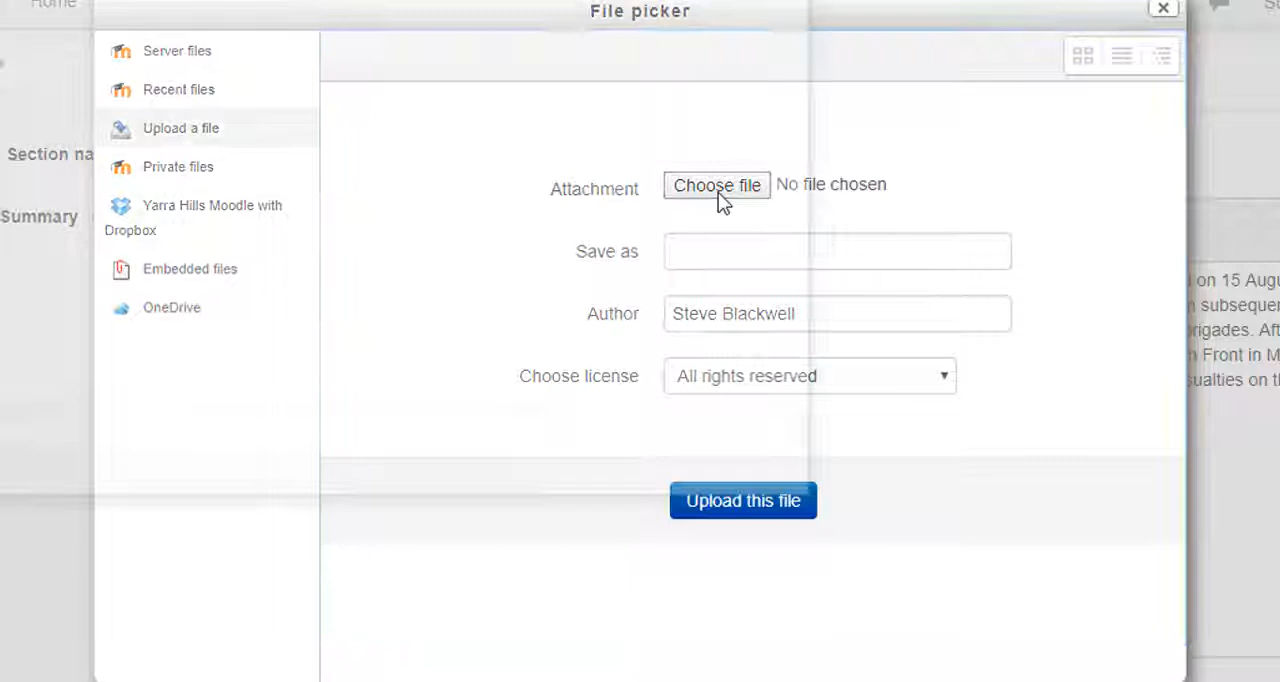 Home
File picker
Server files
Recent files
Upload a file
Private files
Yarra Hills Moodle with
Dropbox
Embedded files
OneDrive
Section na
Summary
Attachment
Choose file
No file chosen
Save as
Author
Steve Blackwell
Choose license
All rights reserved
Upload this file
on 15 Augu
subsequen
rigades. Aft
n Front in M
sualties on th